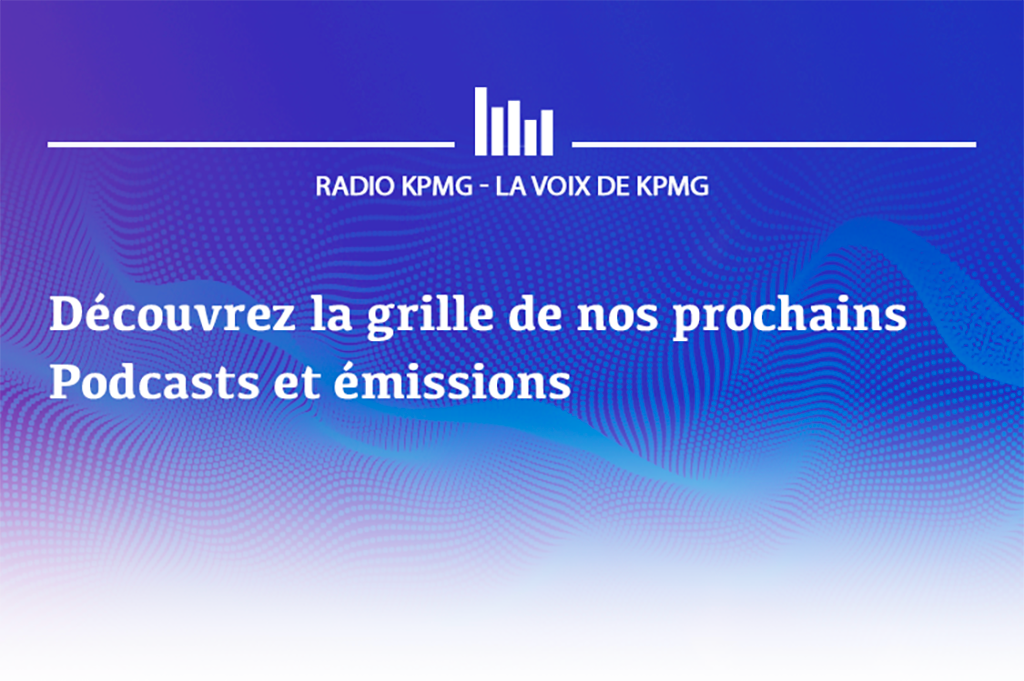 RADIO KPMG - LA VOIX DE KPMG
Découvrez la grille de nos prochains
Podcasts et émissions